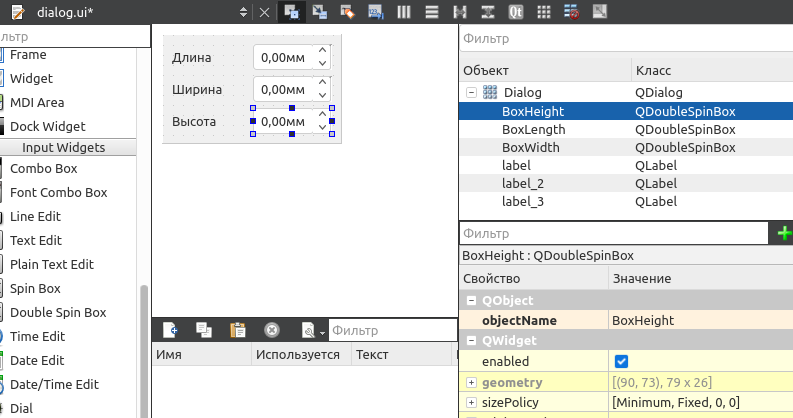 dialog.ui*
льтр
Frame
Widget
MDI Area
Dock Widget
Input Widgets
Combo Box
Font Combo Box
Line Edit
Text Edit
Plain Text Edit
Spin Box
Double Spin Box
Time Edit
Date Edit
Date/Time Edit
Dial
Длина 0,00мм
Ширина 0,00мм
Высота 0,00мм
Фильтр
Имя Используется Текст
Qt
Фильтр
Объект Класс
Dialog QDialog
BoxHeight QDoubleSpinBox
BoxLength QDoubleSpinBox
BoxWidth QDoubleSpinBox
label QLabel
label_2 QLabel
label_3 QLabel
Фильтр
BoxHeight : QDoubleSpinBox
Свойство Значение
QObject
objectName BoxHeight
QWidget
enabled
geometry [(90, 73), 79 x 26]
sizePolicy [Minimum, Fixed, 0, 0]